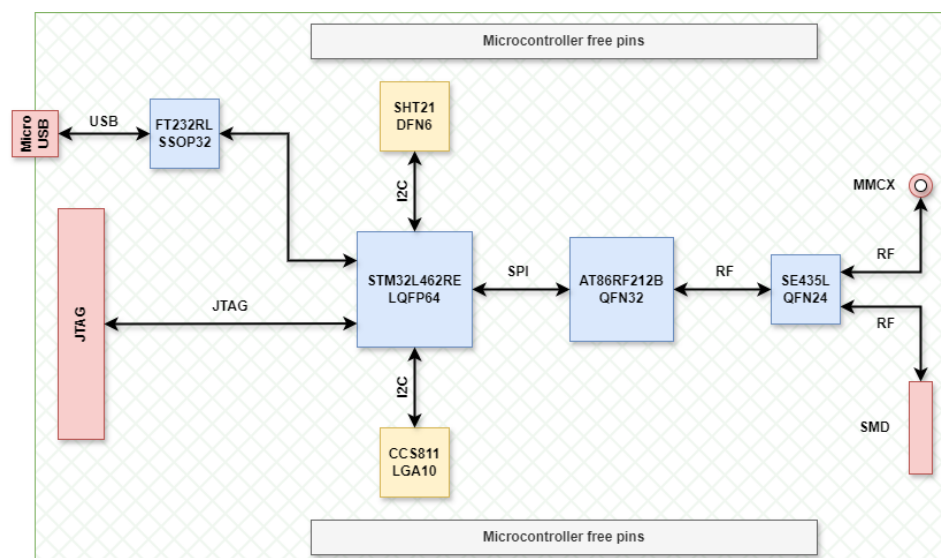 Microcontroller free pins
SHT21
DFN6
Micro
USB
USB
FT232RL
SSOP32
I2C
MMCX
STM32L462RE
LQFP64
SPI
AT86RF212B
QFN32
RF
SE435L
QFN24
RF
RF
JTAG
JTAG
I2C
SMD
CCS811
LGA10
Microcontroller free pins